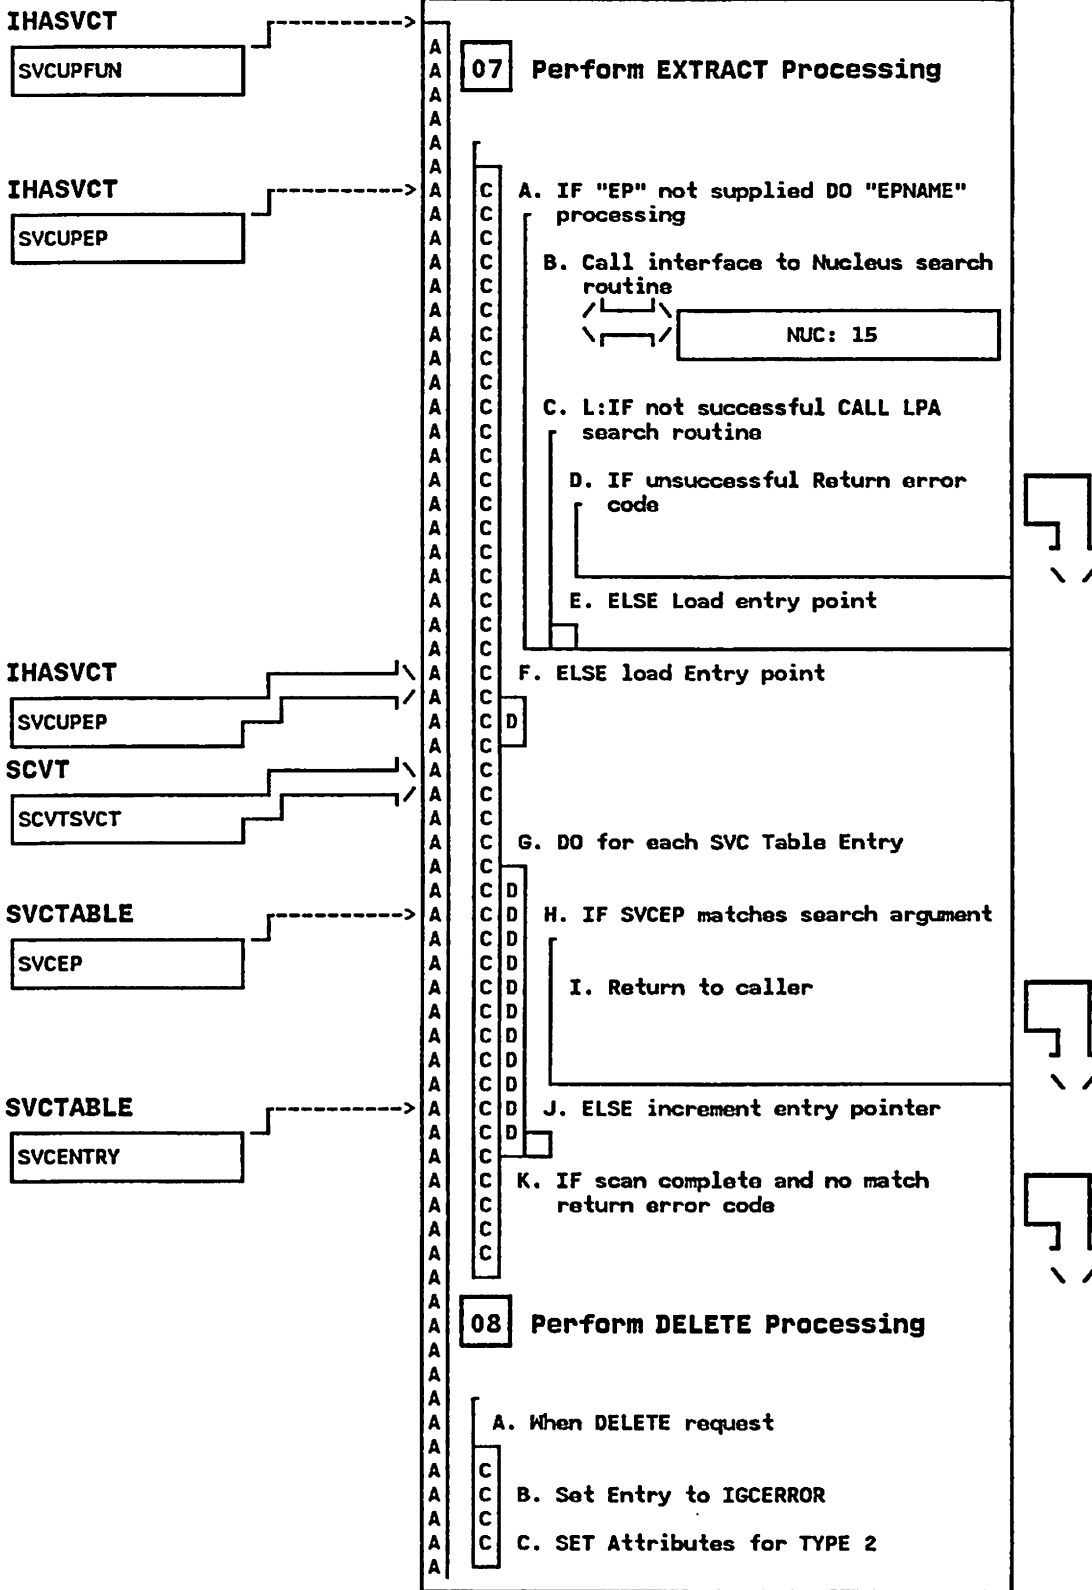 IHASVCT
A
SVCUPFUN A 07 Perform EXTRACT Processing
A
A
A
A
IHASVCT A C A. IF "EP" not supplied DO "EPNAME"
A C processing
SVCUPEP A C
A C B. Call interface to Nucleus search
A C routine
A C
A C NUC: 15
A C
A C
A C C. L:IF not successful CALL LPA
A C search routine
A C
A C D. IF unsuccessful Return error
A C code
A C
A C
A C
A C E. ELSE Load entry point
A C
A C
IHASVCT A C F. ELSE load Entry point
A C
SVCUPEP A C D
A C
SCVT A C
A C
SCVTSVCT A C
A C G. DO for each SVC Table Entry
A C
A C D
SVCTABLE A C D H. IF SVCEP matches search argument
A C D
SVCEP A C D
A C D I. Return to caller
A C D
A C D
A C D
A C D
SVCTABLE A C D J. ELSE increment entry pointer
A C D
SVCENTRY A C
A C K. IF scan complete and no match
A C return error code
A C
A C
A
A
A 08 Perform DELETE Processing
A
A
A
A A. When DELETE request
A
A C
A C B. Set Entry to IGCERROR
A C
A C C. SET Attributes for TYPE 2
A